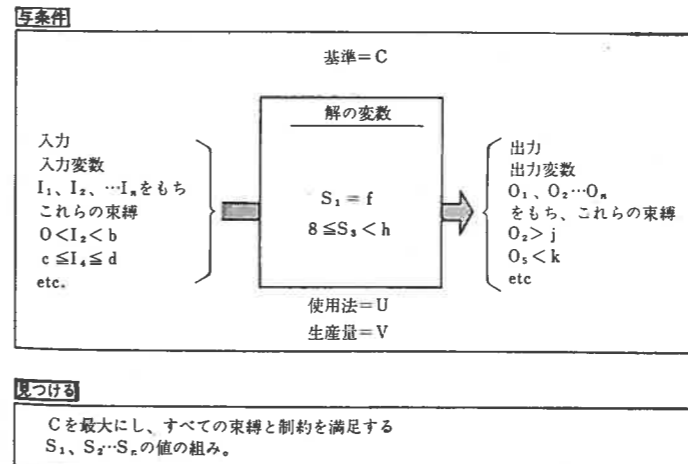 与条件
基準=C
解の変数
入力
入力変数
I₁、I₂、…Iₙをもち
これらの束縛
O<I₂<b
c≦I₄≦d
etc.
S₁=f
8≦S₃<h
出力
出力変数
O₁、O₂…Oₙ
をもち、これらの束縛
O₂>j
O₅<k
etc
使用法=U
生産量=V
見つける
Cを最大にし、すべての束縛と制約を満足する
S₁、S₂…Sₙの値の組み。